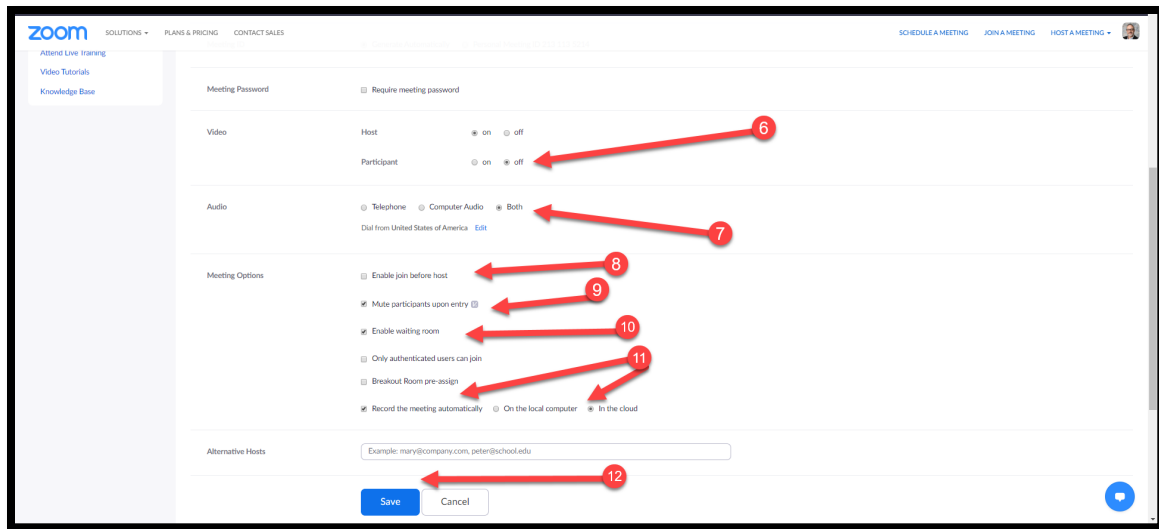 zoom SOLUTIONS PLANS & PRICING CONTACT SALES SCHEDULE A MEETING JOIN A MEETING HOST A MEETING
Attend Live Training
Video Tutorials
Knowledge Base
Meeting Password Require meeting password
Video Host on off 6
Participant on off
Audio Telephone Computer Audio Both
Dial from United States of America Edit 7
Meeting Options Enable join before host 8
Mute participants upon entry 9
Enable waiting room 10
Only authenticated users can join 11
Breakout Room pre-assign
Record the meeting automatically On the local computer In the cloud
Alternative Hosts Example: mary@company.com, peter@school.edu
12
Save Cancel